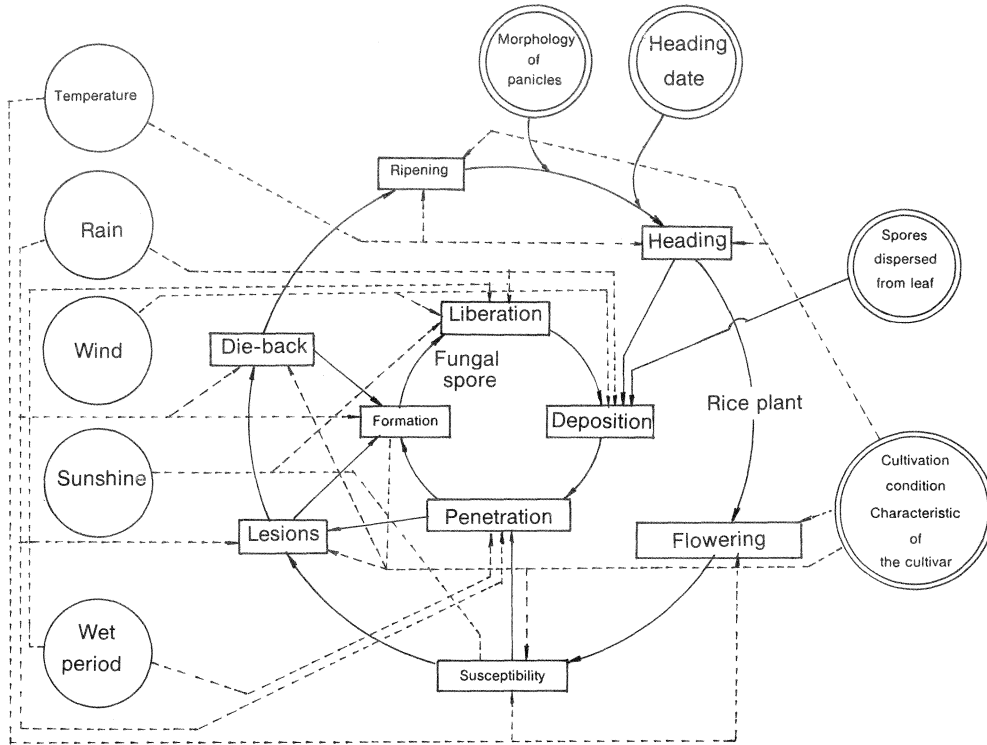 Morphology
of
panicles
Heading
date
Temperature
Ripening
Rain
Heading
Spores
dispersed
from leaf
Liberation
Wind
Die-back
Fungal
spore
Formation
Deposition
Rice plant
Sunshine
Cultivation
condition
Characteristic
of
the cultivar
Penetration
Lesions
Flowering
Wet
period
Susceptibility